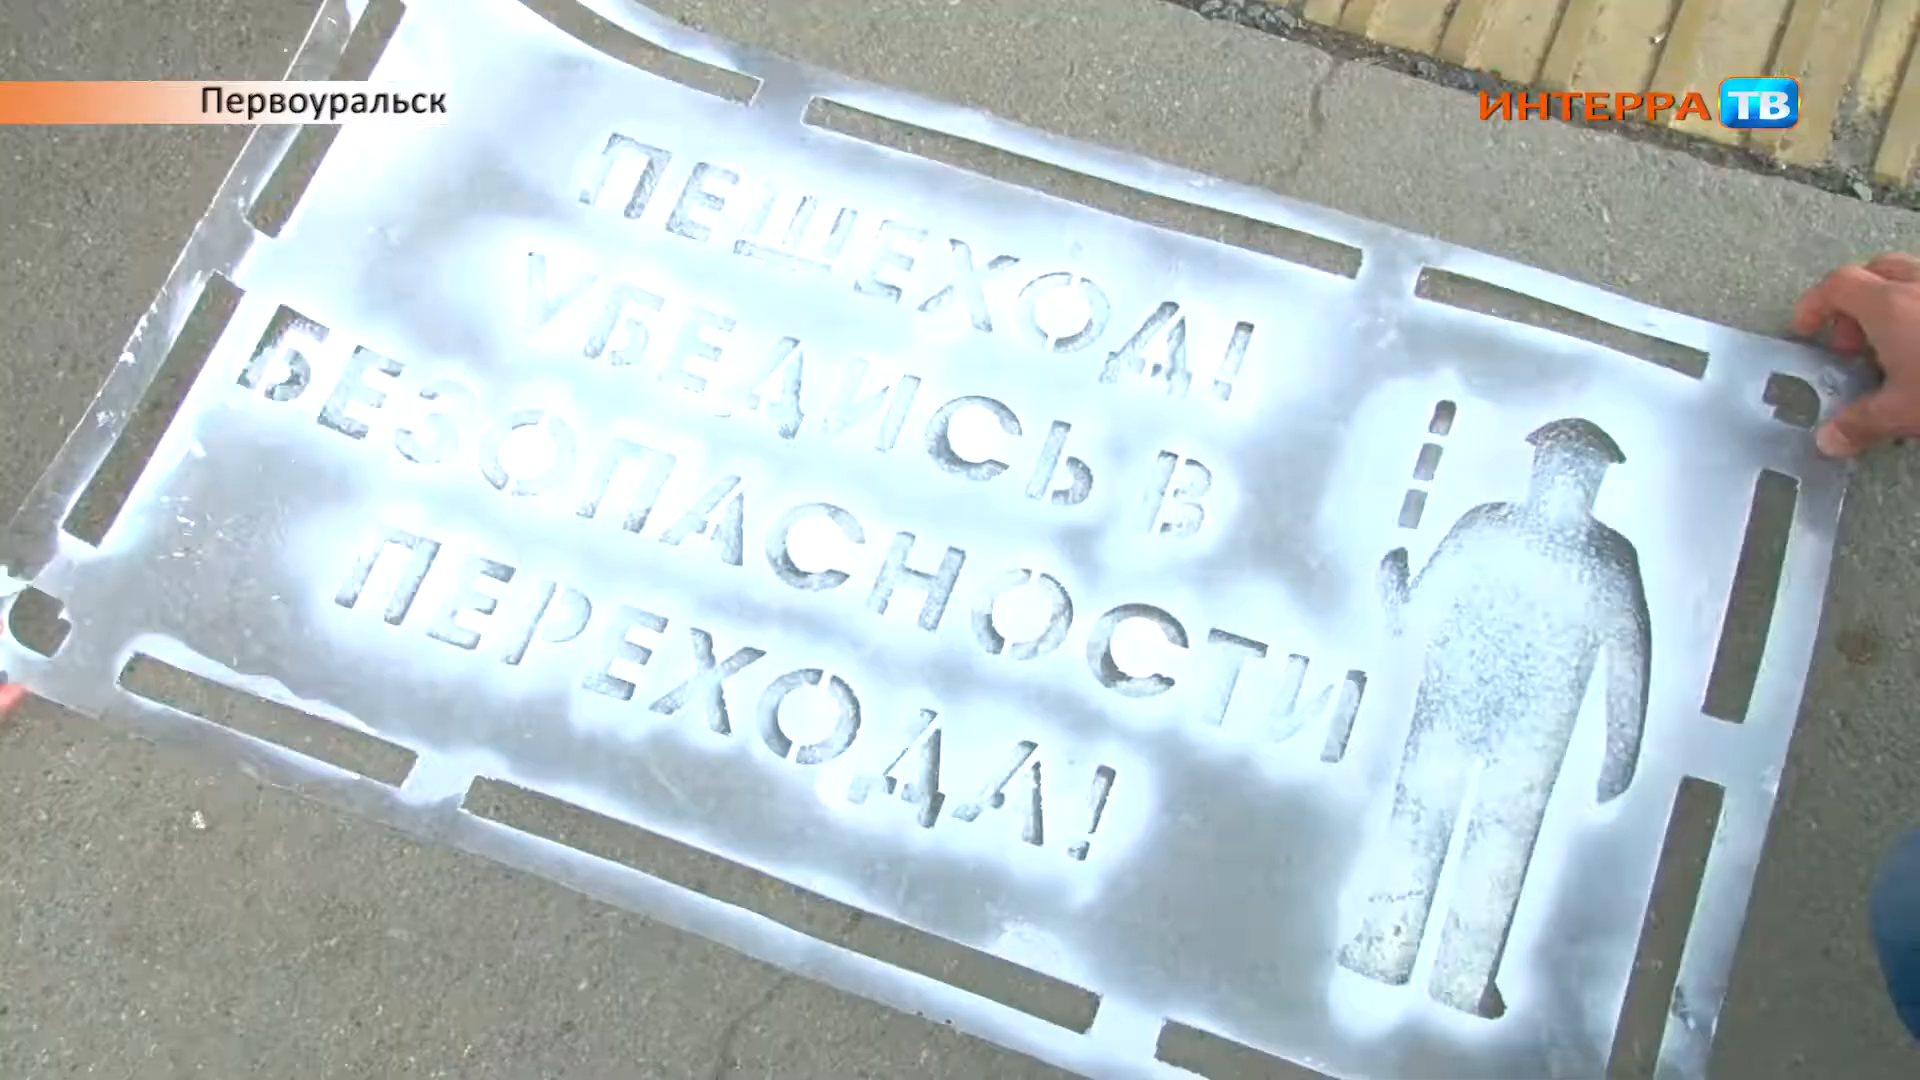 Первоуральск
ИНТЕРРА ТВ
ПЕШЕХОД!
УБЕДИСЬ В
БЕЗОПАСНОСТИ
ПЕРЕХОДА!